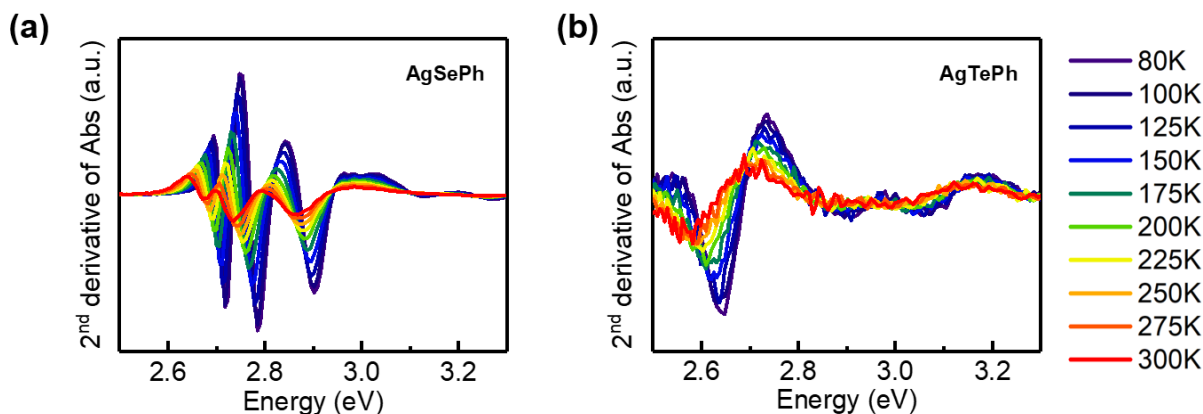 (a)
2nd derivative of Abs (a.u.)
AgSePh
2.6 2.8 3.0 3.2
Energy (eV)
(b)
2nd derivative of Abs (a.u.)
AgTePh
2.6 2.8 3.0 3.2
Energy (eV)
80K
100K
125K
150K
175K
200K
225K
250K
275K
300K